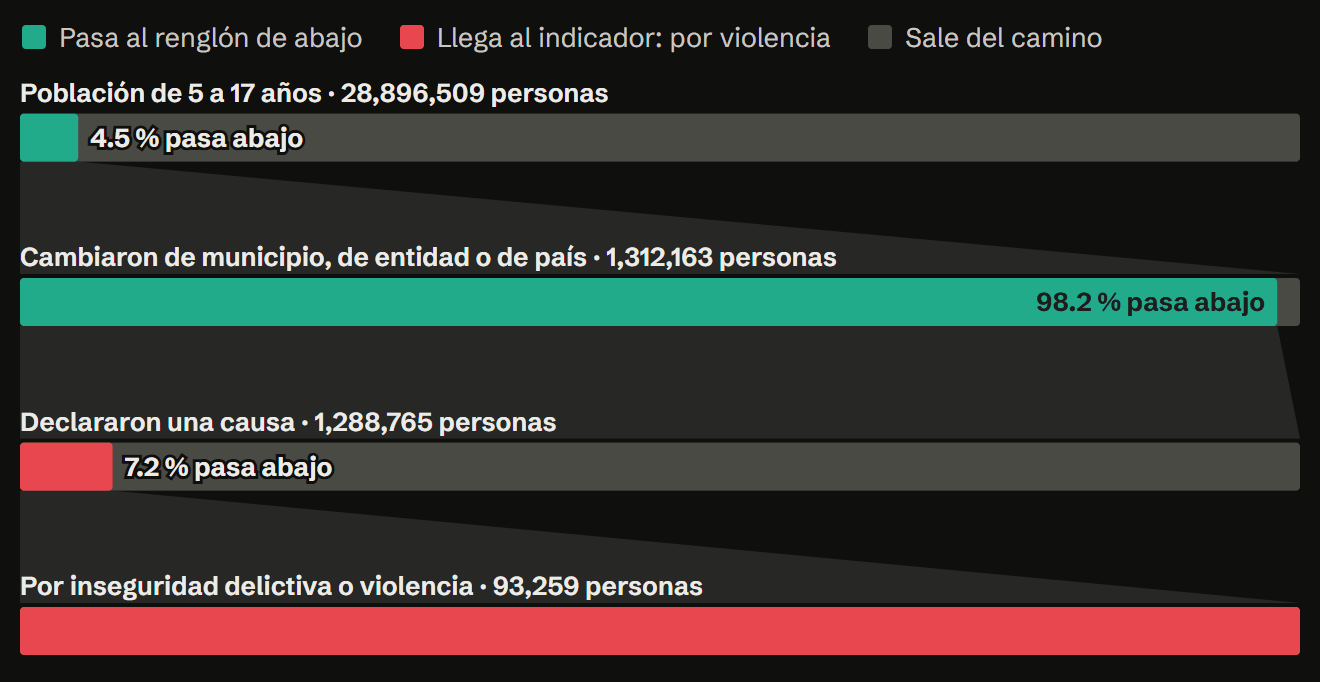 Pasa al renglón de abajo Llega al indicador: por violencia Sale del camino
Población de 5 a 17 años · 28,896,509 personas
4.5 % pasa abajo
Cambiaron de municipio, de entidad o de país · 1,312,163 personas
98.2 % pasa abajo
Declararon una causa · 1,288,765 personas
7.2 % pasa abajo
Por inseguridad delictiva o violencia · 93,259 personas